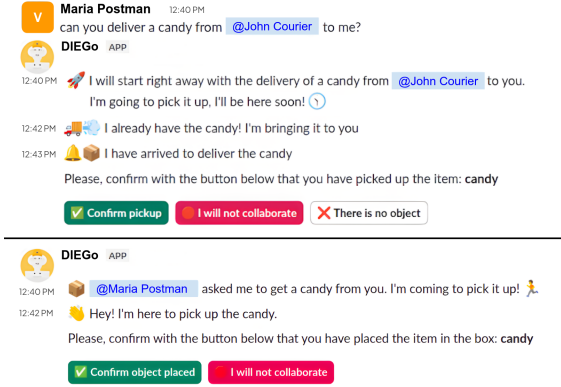 Maria Postman 12:40 PM
V can you deliver a candy from @John Courier to me?
DIEGo APP
12:40 PM 🚀 I will start right away with the delivery of a candy from @John Courier to you.
I'm going to pick it up, I'll be here soon! 🕥
12:42 PM 🚚💨 I already have the candy! I'm bringing it to you
12:43 PM 🔔📦 I have arrived to deliver the candy
Please, confirm with the button below that you have picked up the item: candy
✅ Confirm pickup 🛑 I will not collaborate ❌ There is no object
DIEGo APP
12:40 PM 📦 @Maria Postman asked me to get a candy from you. I'm coming to pick it up! 🏃
12:42 PM 👋 Hey! I'm here to pick up the candy.
Please, confirm with the button below that you have placed the item in the box: candy
✅ Confirm object placed 🛑 I will not collaborate